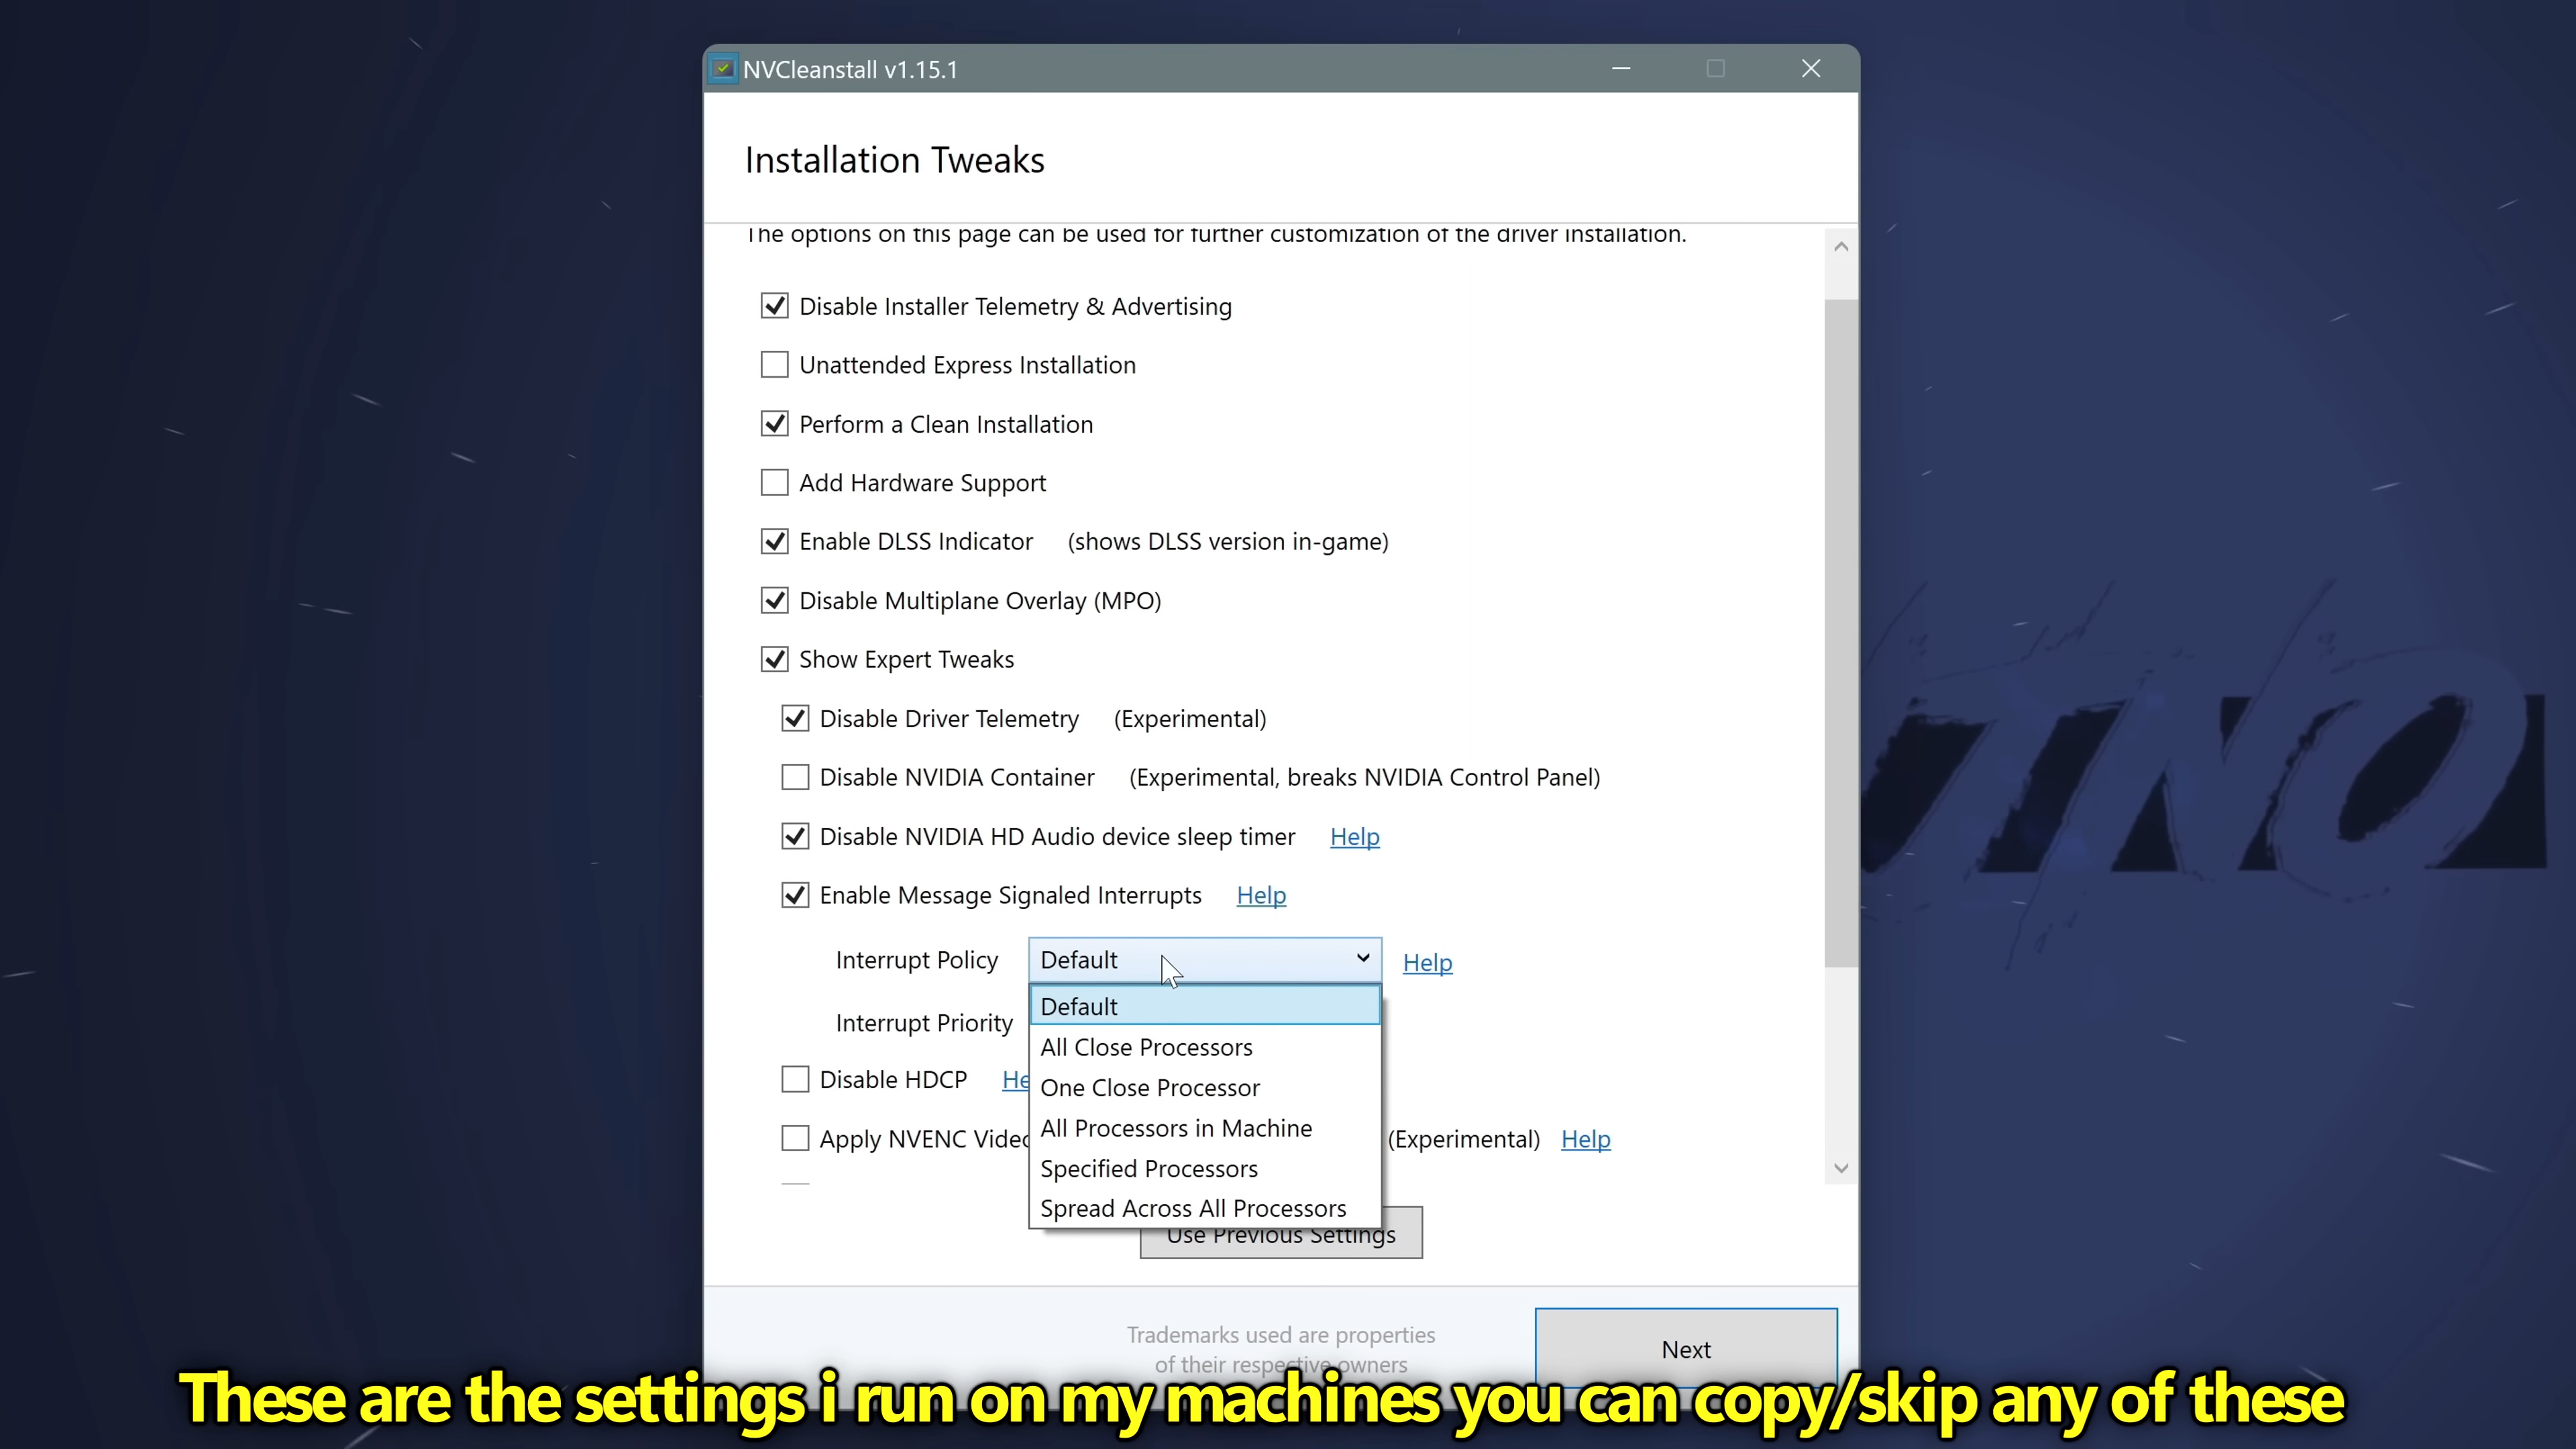 NVCleanstall v1.15.1
Installation Tweaks
The options on this page can be used for further customization of the driver installation.
Disable Installer Telemetry & Advertising
Unattended Express Installation
Perform a Clean Installation
Add Hardware Support
Enable DLSS Indicator (shows DLSS version in-game)
Disable Multiplane Overlay (MPO)
Show Expert Tweaks
Disable Driver Telemetry (Experimental)
Disable NVIDIA Container (Experimental, breaks NVIDIA Control Panel)
Disable NVIDIA HD Audio device sleep timer Help
Enable Message Signaled Interrupts Help
Interrupt Policy Default Help
Default
Interrupt Priority
All Close Processors
Disable HDCP He
One Close Processor
All Processors in Machine
Apply NVENC Video (Experimental) Help
Specified Processors
Spread Across All Processors
Use Previous Settings
Trademarks used are properties
of their respective owners
Next
These are the settings i run on my machines you can copy/skip any of these